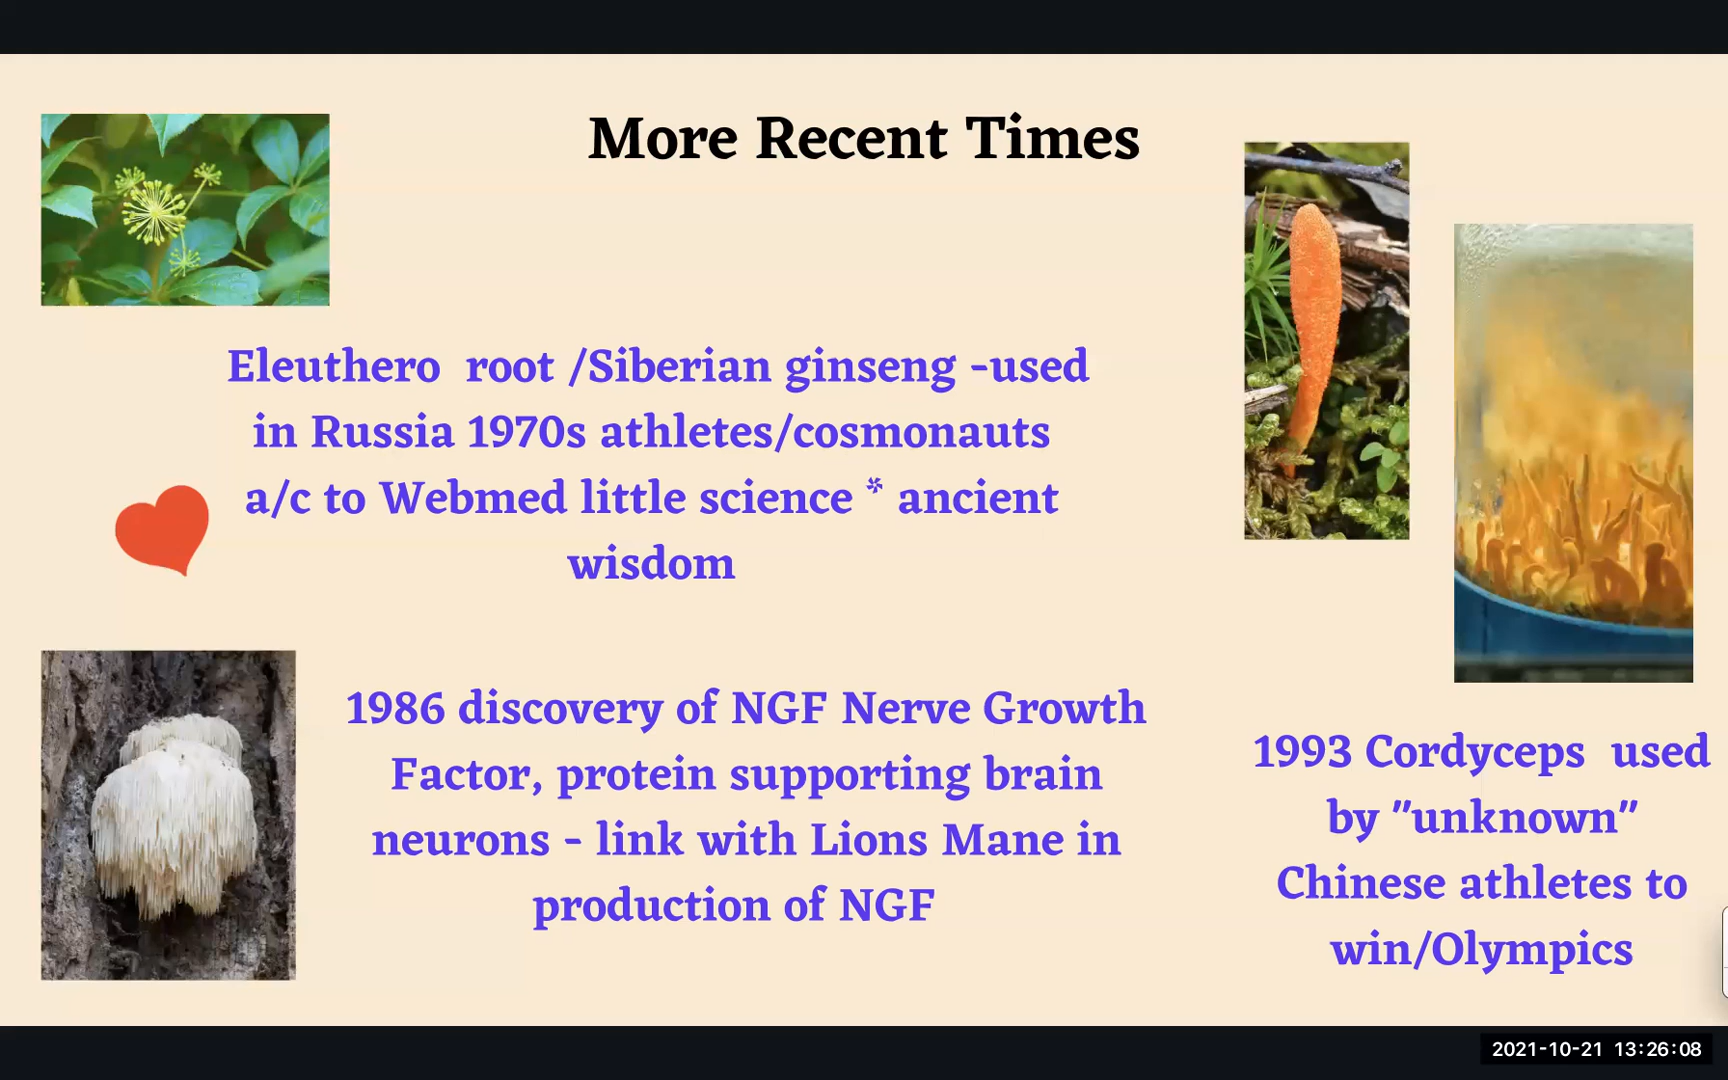 More Recent Times
Eleuthero root /Siberian ginseng -used
in Russia 1970s athletes/cosmonauts
a/c to Webmed little science * ancient
wisdom
1986 discovery of NGF Nerve Growth
Factor, protein supporting brain
neurons - link with Lions Mane in
production of NGF
1993 Cordyceps used
by "unknown"
Chinese athletes to
win/Olympics
2021-10-21 13:26:08